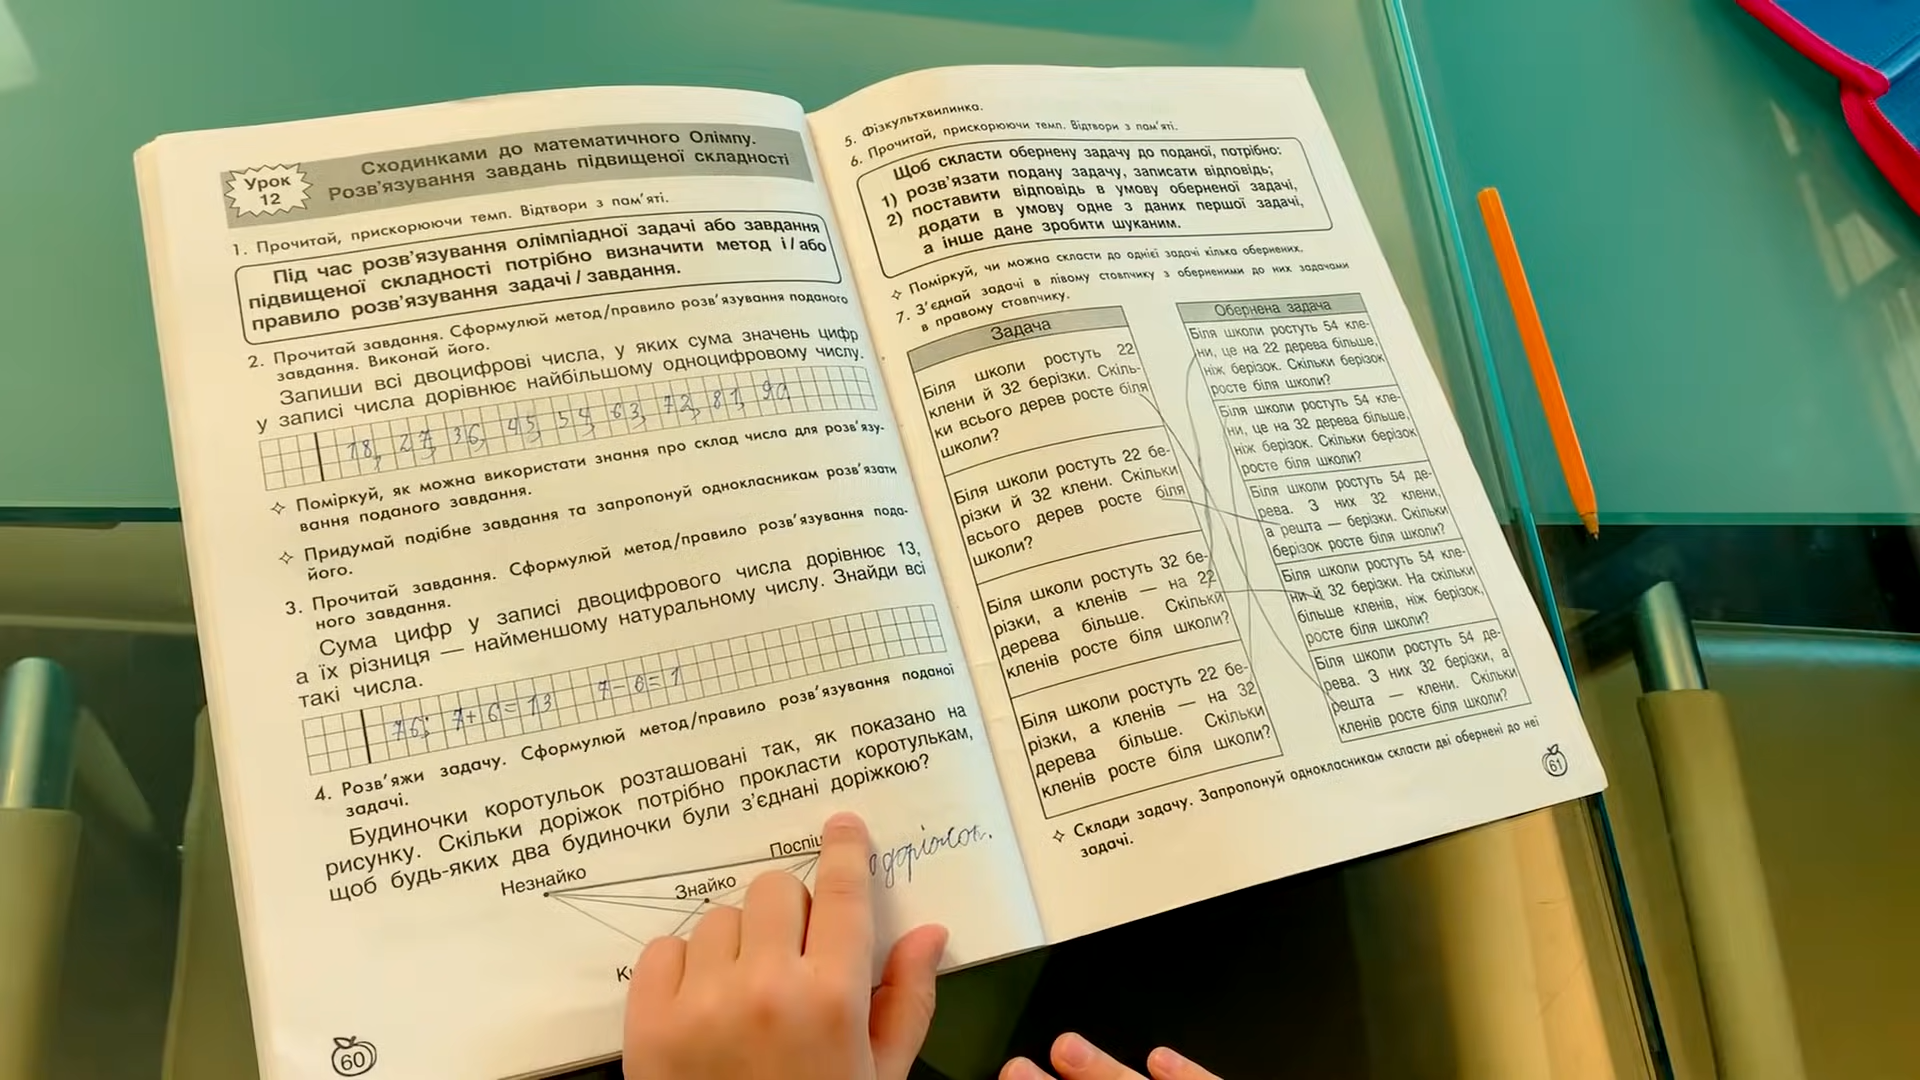 Урок
12
Сходинками до математичного Олімпу.
Розв'язування завдань підвищеної складності
1. Прочитай, прискорюючи темп. Відтвори з пам'яті.
Під час розв'язування олімпіадної задачі або завдання
підвищеної складності потрібно визначити метод і/або
правило розв'язування задачі/завдання.
2. Прочитай завдання. Сформулюй метод/правило розв'язування поданого
завдання. Виконай його.
Запиши всі двоцифрові числа, у яких сума значень цифр
у записі числа дорівнює найбільшому одноцифровому числу.
18, 27, 36, 45, 54, 63, 72, 81, 90
✧ Поміркуй, як можна використати знання про склад числа для розв'язу-
вання поданого завдання.
✧ Придумай подібне завдання та запропонуй однокласникам розв'язати
його.
3. Прочитай завдання. Сформулюй метод/правило розв'язування пода-
ного завдання.
Сума цифр у записі двоцифрового числа дорівнює 13,
а їх різниця — найменшому натуральному числу. Знайди всі
такі числа.
76; 7+6=13 7-6=1
4. Розв'яжи задачу. Сформулюй метод/правило розв'язування поданої
задачі.
Будиночки коротульок розташовані так, як показано на
рисунку. Скільки доріжок потрібно прокласти коротулькам,
щоб будь-яких два будиночки були з'єднані доріжкою?
Незнайко
Знайко
доріжок.
60
5. Фізкультхвилинка.
6. Прочитай, прискорюючи темп. Відтвори з пам'яті.
Щоб скласти обернену задачу до поданої, потрібно:
1) розв'язати подану задачу, записати відповідь;
2) поставити відповідь в умову оберненої задачі,
додати в умову одне з даних першої задачі,
а інше дане зробити шуканим.
✧ Поміркуй, чи можна скласти до однієї задачі кілька обернених.
7. З'єднай задачі в лівому стовпчику з оберненими до них задачами
в правому стовпчику.
Задача
Біля школи ростуть 22
клени й 32 берізки. Скіль-
ки всього дерев росте біля
школи?
Біля школи ростуть 22 бе-
різки й 32 клени. Скільки
всього дерев росте біля
школи?
Біля школи ростуть 32 бе-
різки, а кленів — на 22
дерева більше. Скільки
кленів росте біля школи?
Біля школи ростуть 22 бе-
різки, а кленів — на 32
дерева більше. Скільки
кленів росте біля школи?
Обернена задача
Біля школи ростуть 54 кле-
ни, це на 22 дерева більше,
ніж берізок. Скільки берізок
росте біля школи?
Біля школи ростуть 54 кле-
ни, це на 32 дерева більше,
ніж берізок. Скільки берізок
росте біля школи?
Біля школи ростуть 54 де-
рева. З них 32 клени,
а решта — берізки. Скільки
берізок росте біля школи?
Біля школи ростуть 54 кле-
ни й 32 берізки. На скільки
більше кленів, ніж берізок,
росте біля школи?
Біля школи ростуть 54 де-
рева. З них 32 берізки, а
решта — клени. Скільки
кленів росте біля школи?
✧ Склади задачу. Запропонуй однокласникам скласти дві обернені до неї
задачі.
61